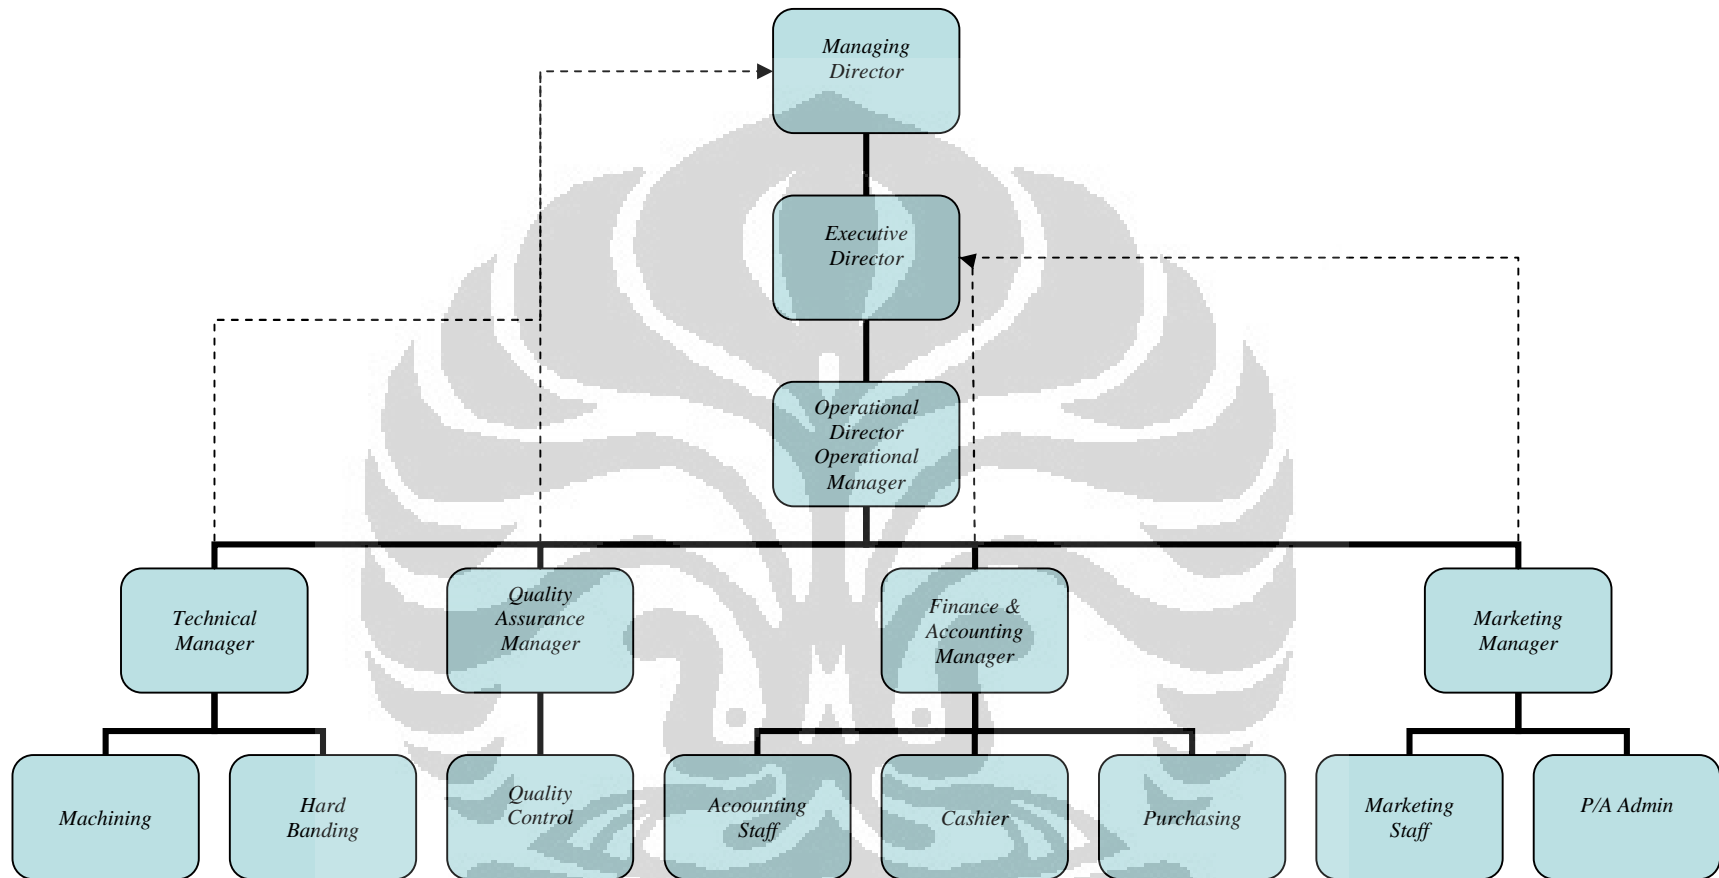 Managing
Director
Executive
Director
Operational
Director
Operational
Manager
Technical
Manager
Quality
Assurance
Manager
Finance &
Accounting
Manager
Marketing
Manager
Machining
Hard
Banding
Quality
Control
Acoounting
Staff
Cashier
Purchasing
Marketing
Staff
P/A Admin